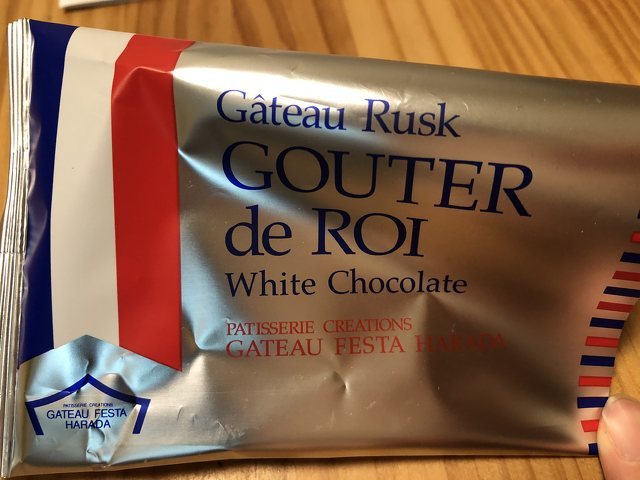 Gâteau Rusk
GOUTER
de ROI
White Chocolate
PATISSERIE CREATIONS
GATEAU FESTA HARADA
PATISSERIE CREATIONS
GATEAU FESTA
HARADA